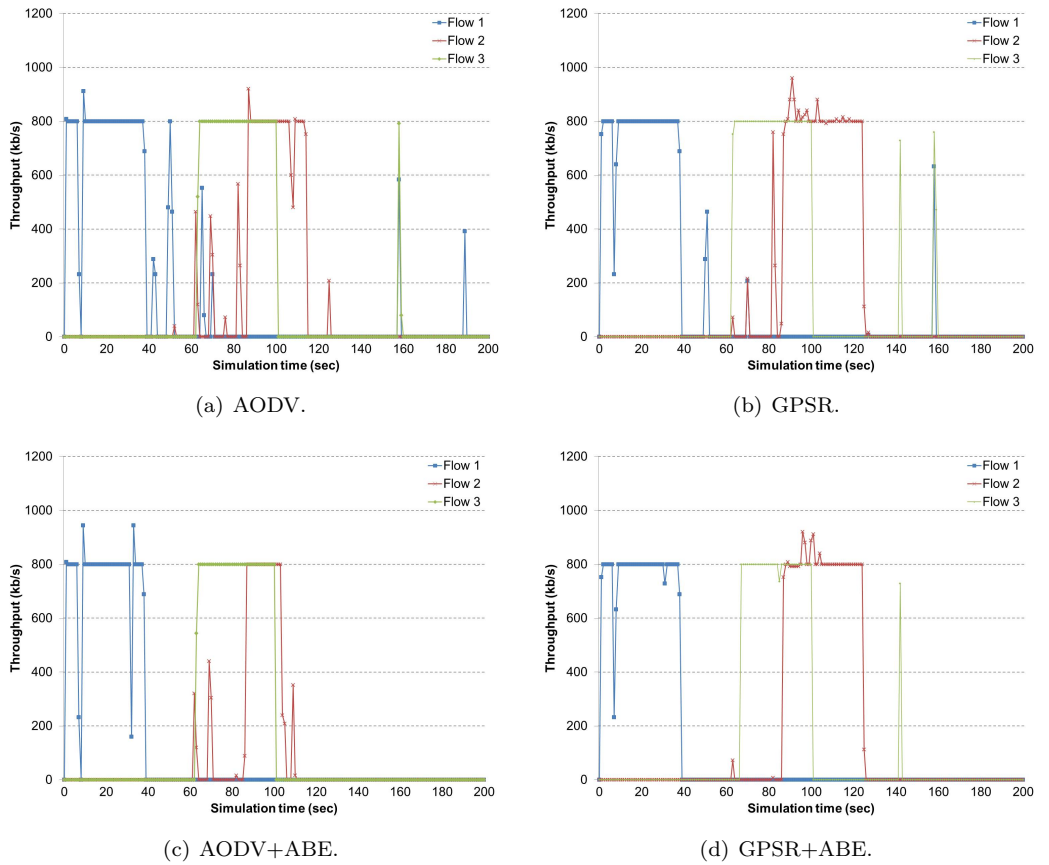 1200
1000
800
600
400
200
0
Throughput (kb/s)
Flow 1
Flow 2
Flow 3
0 20 40 60 80 100 120 140 160 180 200
Simulation time (sec)
(a) AODV.
1200
1000
800
600
400
200
0
Throughput (kb/s)
Flow 1
Flow 2
Flow 3
0 20 40 60 80 100 120 140 160 180 200
Simulation time (sec)
(b) GPSR.
1200
1000
800
600
400
200
0
Throughput (kb/s)
Flow 1
Flow 2
Flow 3
0 20 40 60 80 100 120 140 160 180 200
Simulation time (sec)
(c) AODV+ABE.
1200
1000
800
600
400
200
0
Throughput (kb/s)
Flow 1
Flow 2
Flow 3
0 20 40 60 80 100 120 140 160 180 200
Simulation time (sec)
(d) GPSR+ABE.